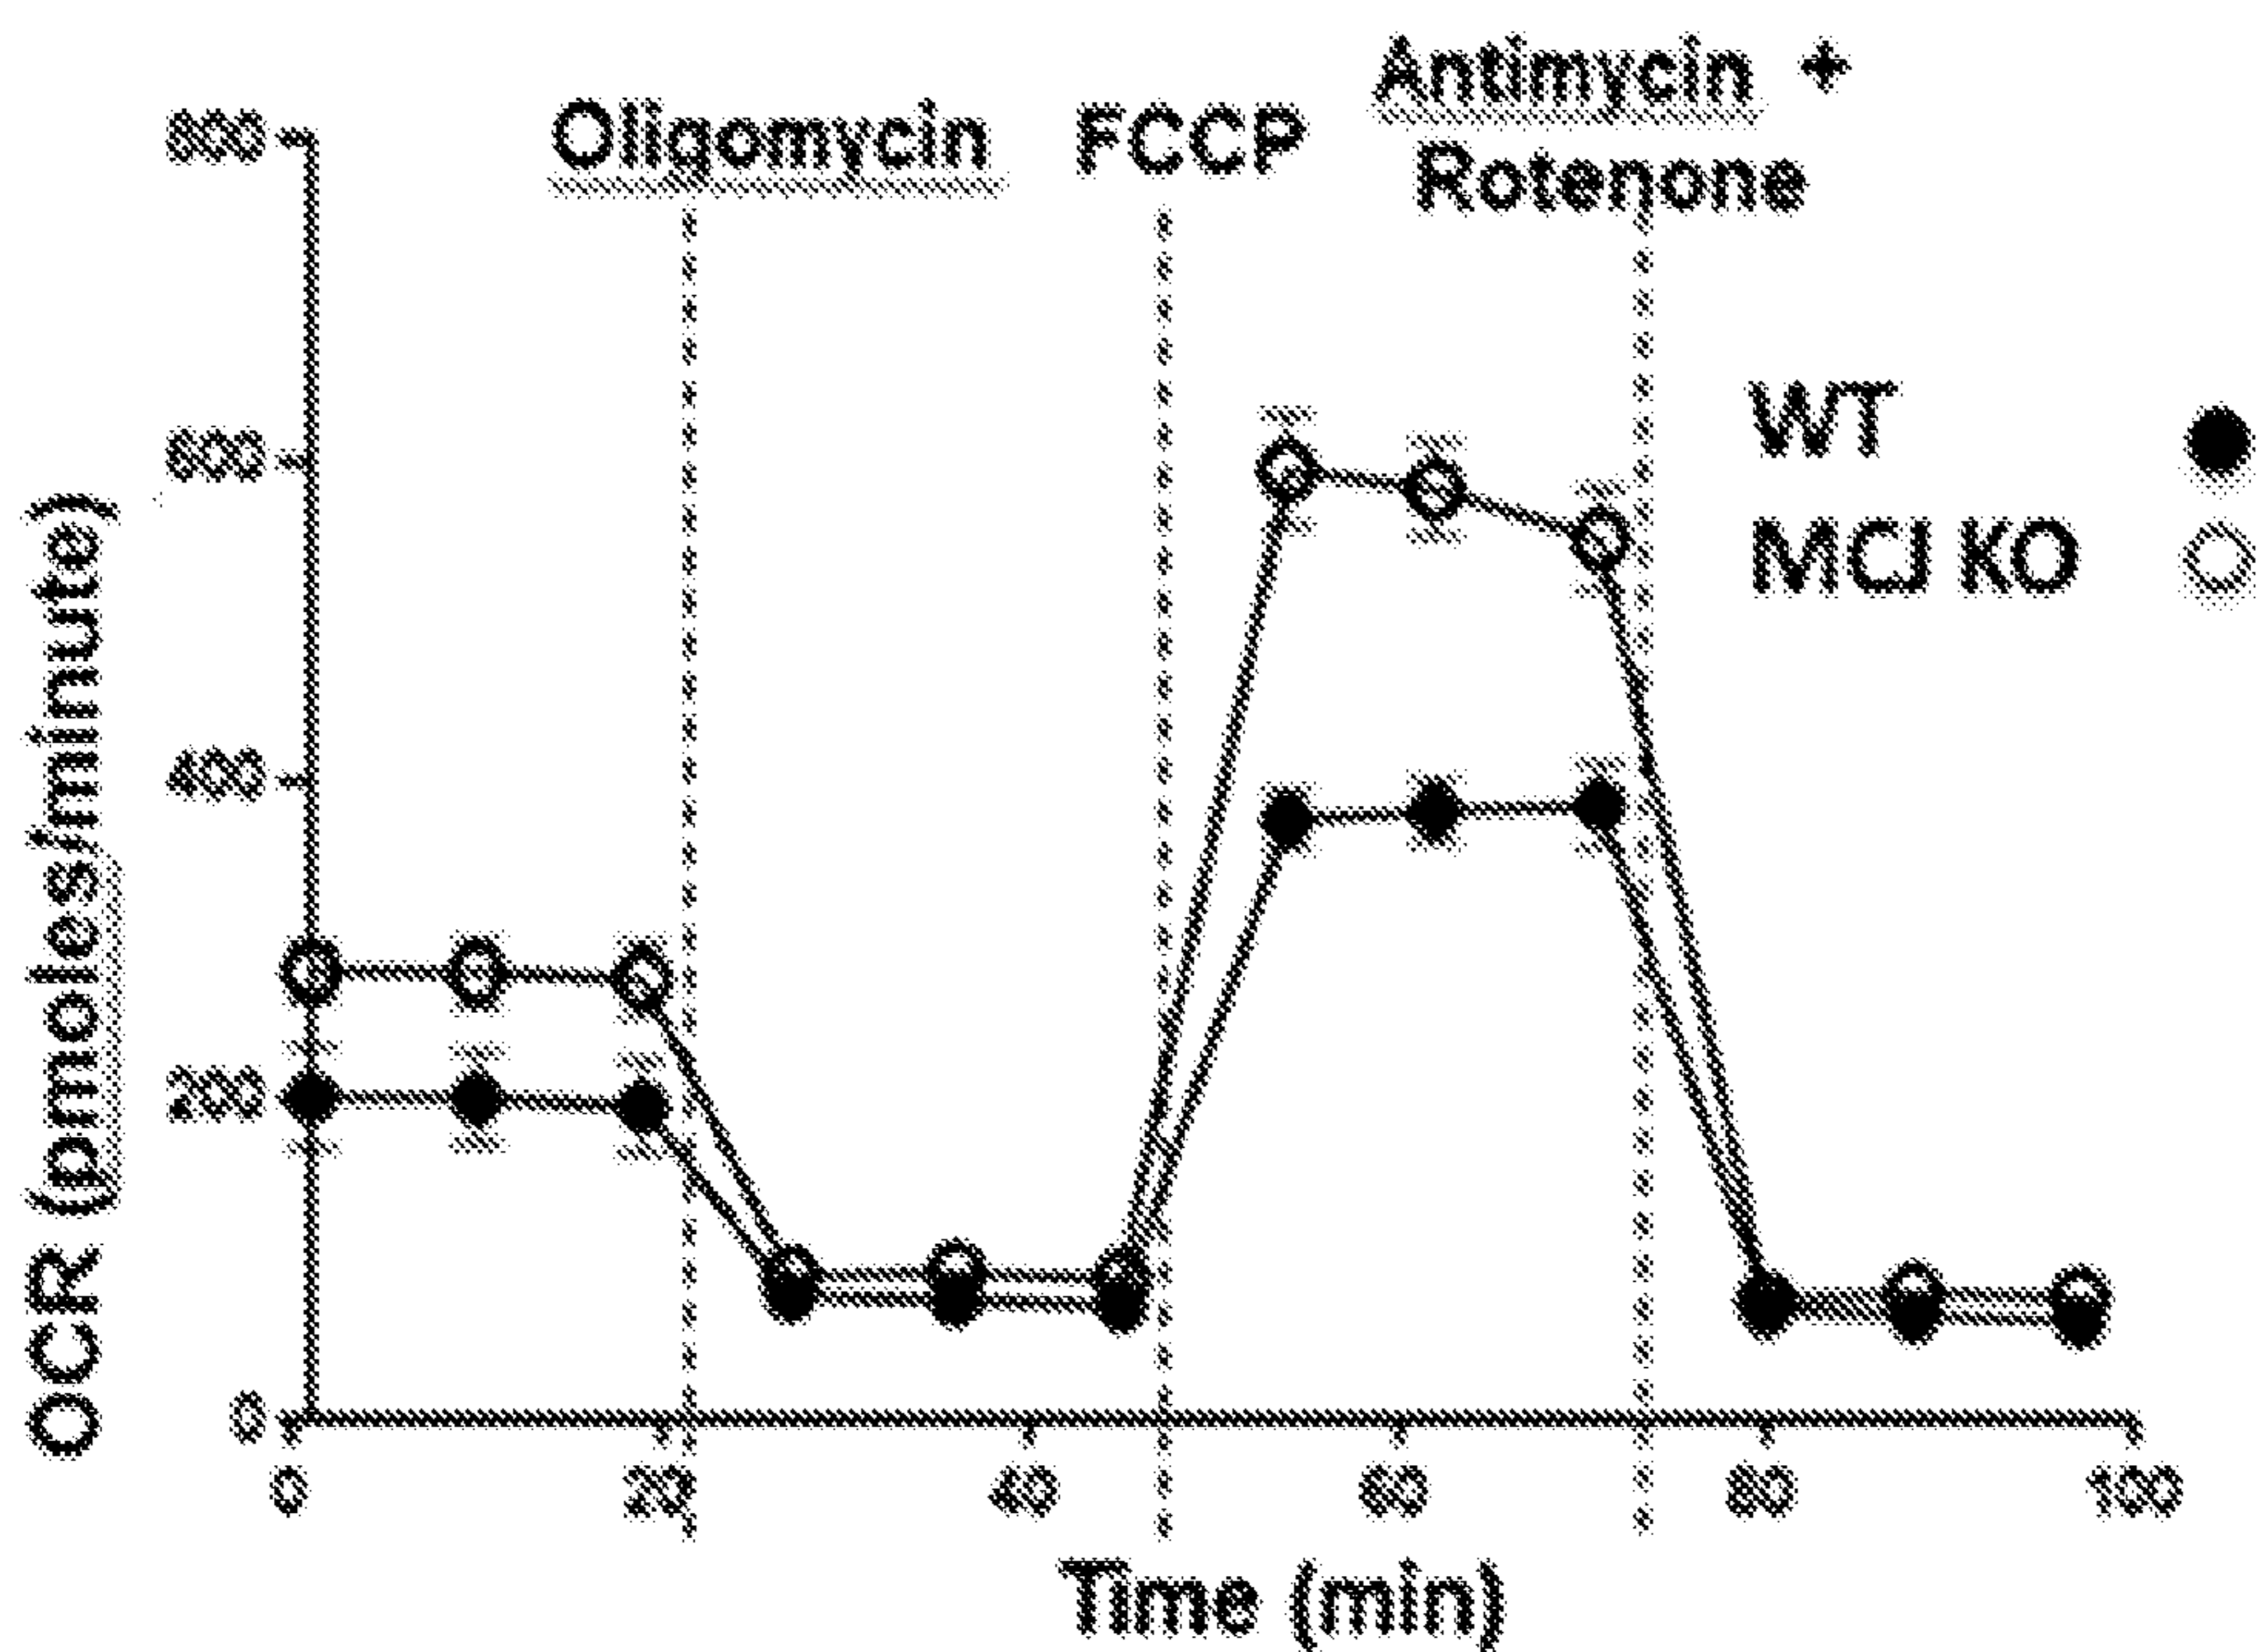 Antimycin +
Oligomycin FCCP
Rotenone
800
600
400
200
0
OCR (pmoles/minute)
WT
MCJ KO
0 20 40 60 80 100
Time (min)